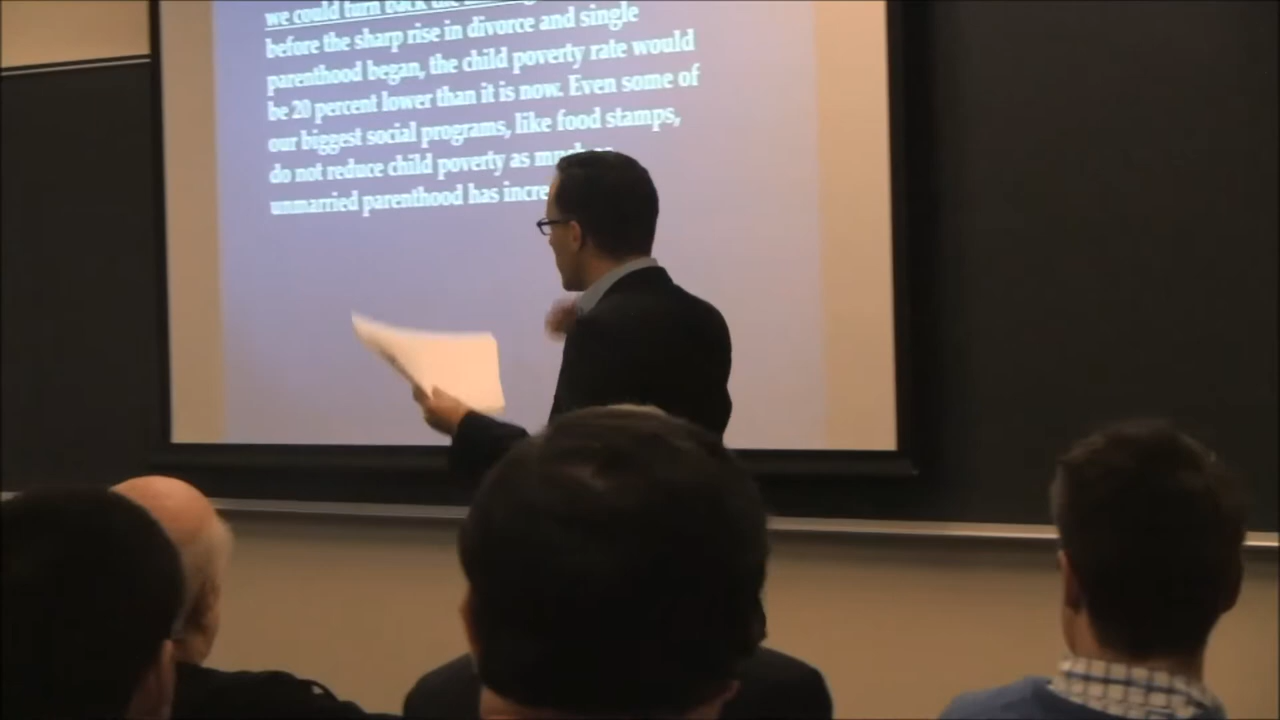 we could turn back the
before the sharp rise in divorce and single
parenthood began, the child poverty rate would
be 20 percent lower than it is now. Even some of
our biggest social programs, like food stamps,
do not reduce child poverty as much as
unmarried parenthood has